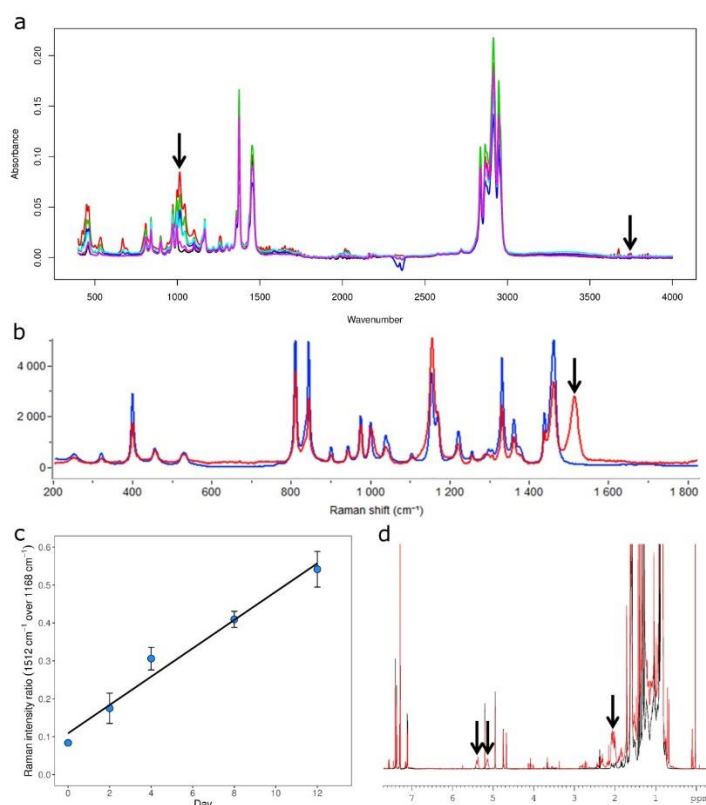 a
Absorbance
0.20
0.15
0.10
0.05
0.00
500 1000 1500 2000 2500 3000 3500 4000
Wavenumber
b
4 000
2 000
0
200 400 600 800 1 000 1 200 1 400 1 600 1 800
Raman shift (cm⁻¹)
c
Raman intensity ratio (1512 cm⁻¹ over 1168 cm⁻¹)
0.6
0.5
0.4
0.3
0.2
0.1
0.0
0 2 4 6 8 10 12
Day
d
7 6 5 4 3 2 1 ppm